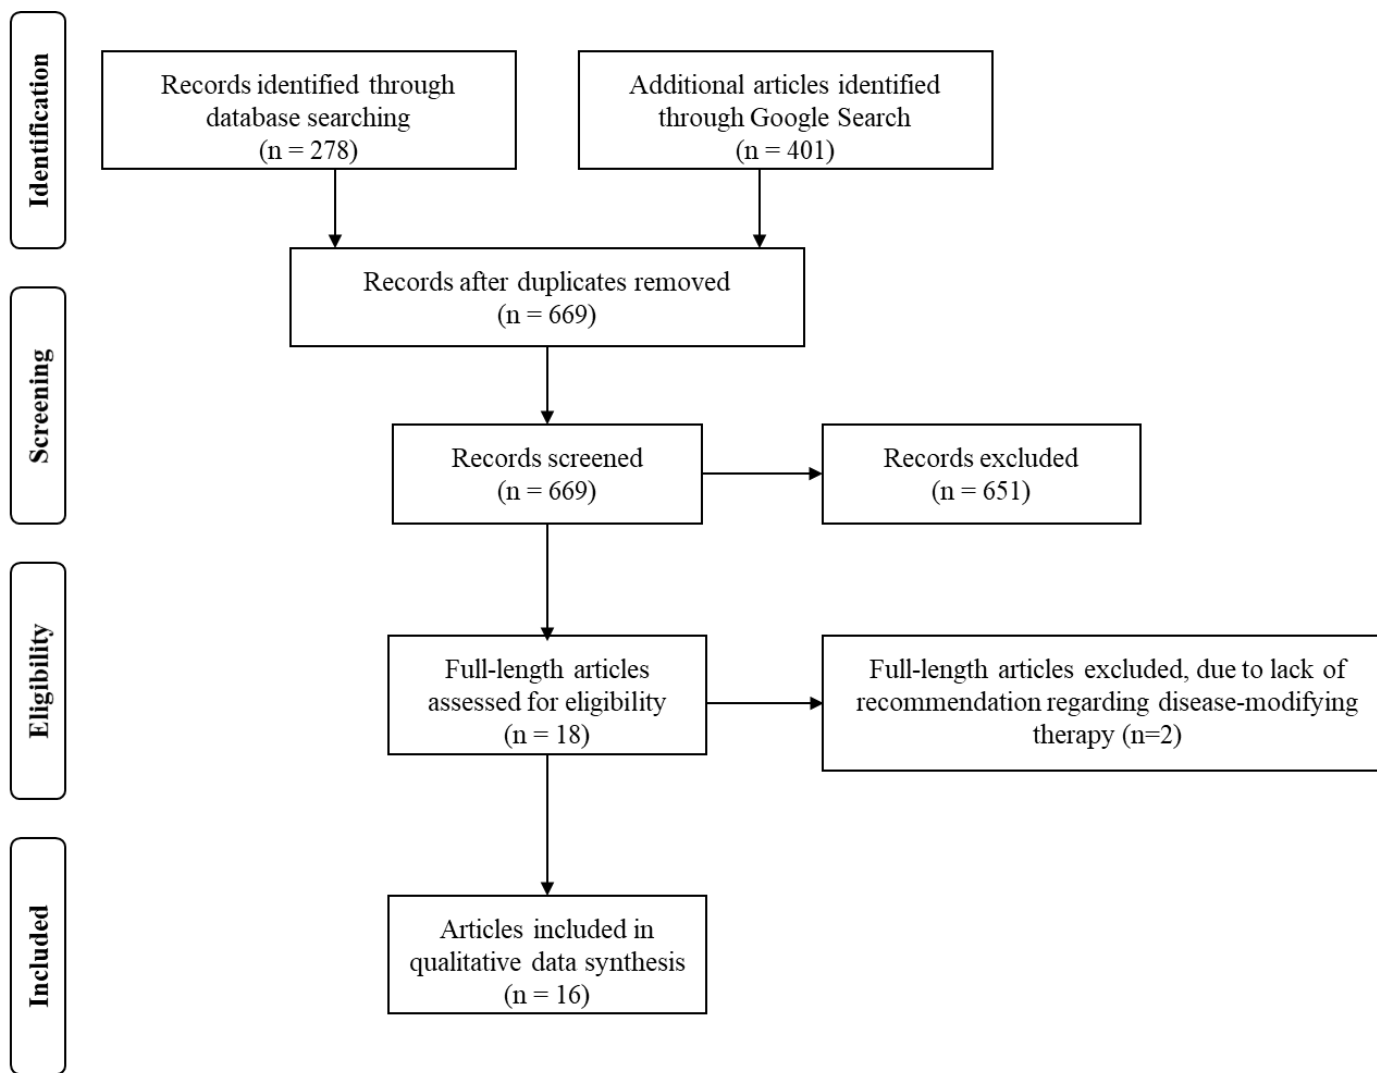 Identification
Records identified through
database searching
(n = 278)
Additional articles identified
through Google Search
(n = 401)
Records after duplicates removed
(n = 669)
Screening
Records screened
(n = 669)
Records excluded
(n = 651)
Eligibility
Full-length articles
assessed for eligibility
(n = 18)
Full-length articles excluded, due to lack of
recommendation regarding disease-modifying
therapy (n=2)
Included
Articles included in
qualitative data synthesis
(n = 16)